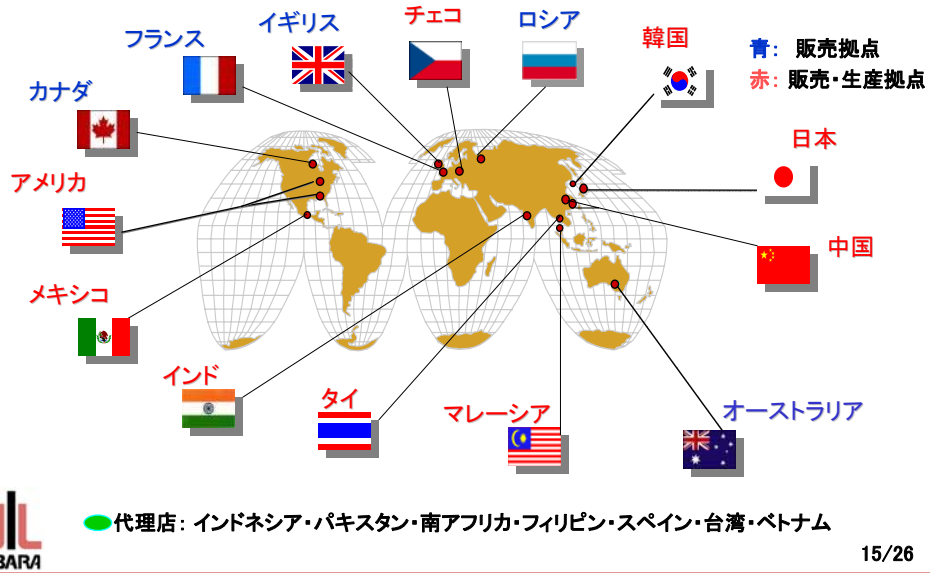 フランス
イギリス
チェコ
ロシア
韓国
青： 販売拠点
赤： 販売・生産拠点
カナダ
日本
アメリカ
中国
メキシコ
インド
タイ
マレーシア
オーストラリア
代理店： インドネシア・パキスタン・南アフリカ・フィリピン・スペイン・台湾・ベトナム
BARA
15/26